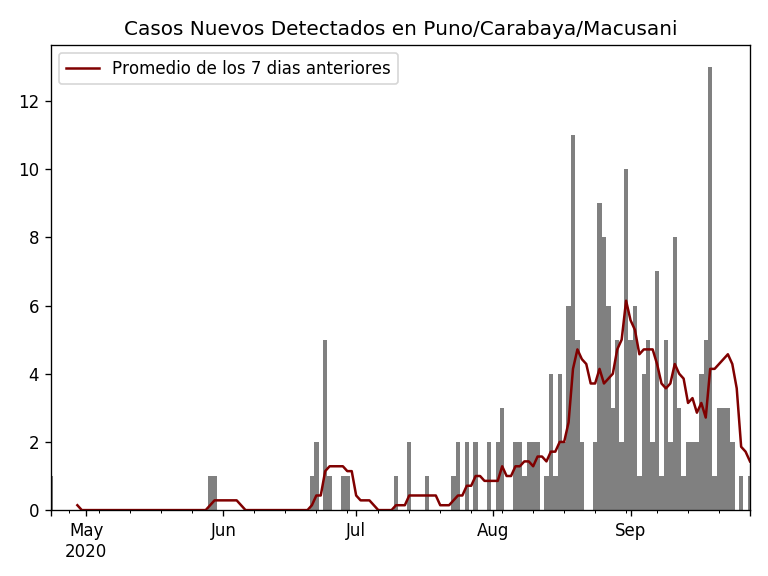 Casos Nuevos Detectados en Puno/Carabaya/Macusani
Promedio de los 7 dias anteriores
12
10
8
6
4
2
0
May Jun Jul Aug Sep
2020